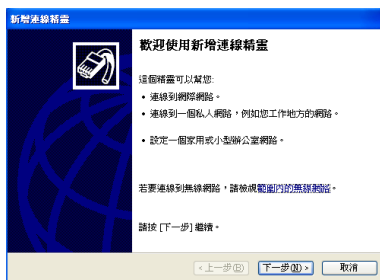 新增連線精靈
歡迎使用新增連線精靈
這個精靈可以幫您:
• 連線到網際網路。
• 連線到一個私人網路，例如您工作地方的網路。
• 設定一個家用或小型辦公室網路。
若要連線到無線網路，請檢視範圍內的無線網路。
請按 [下一步] 繼續。
<上一步(B) 下一步(N)> 取消